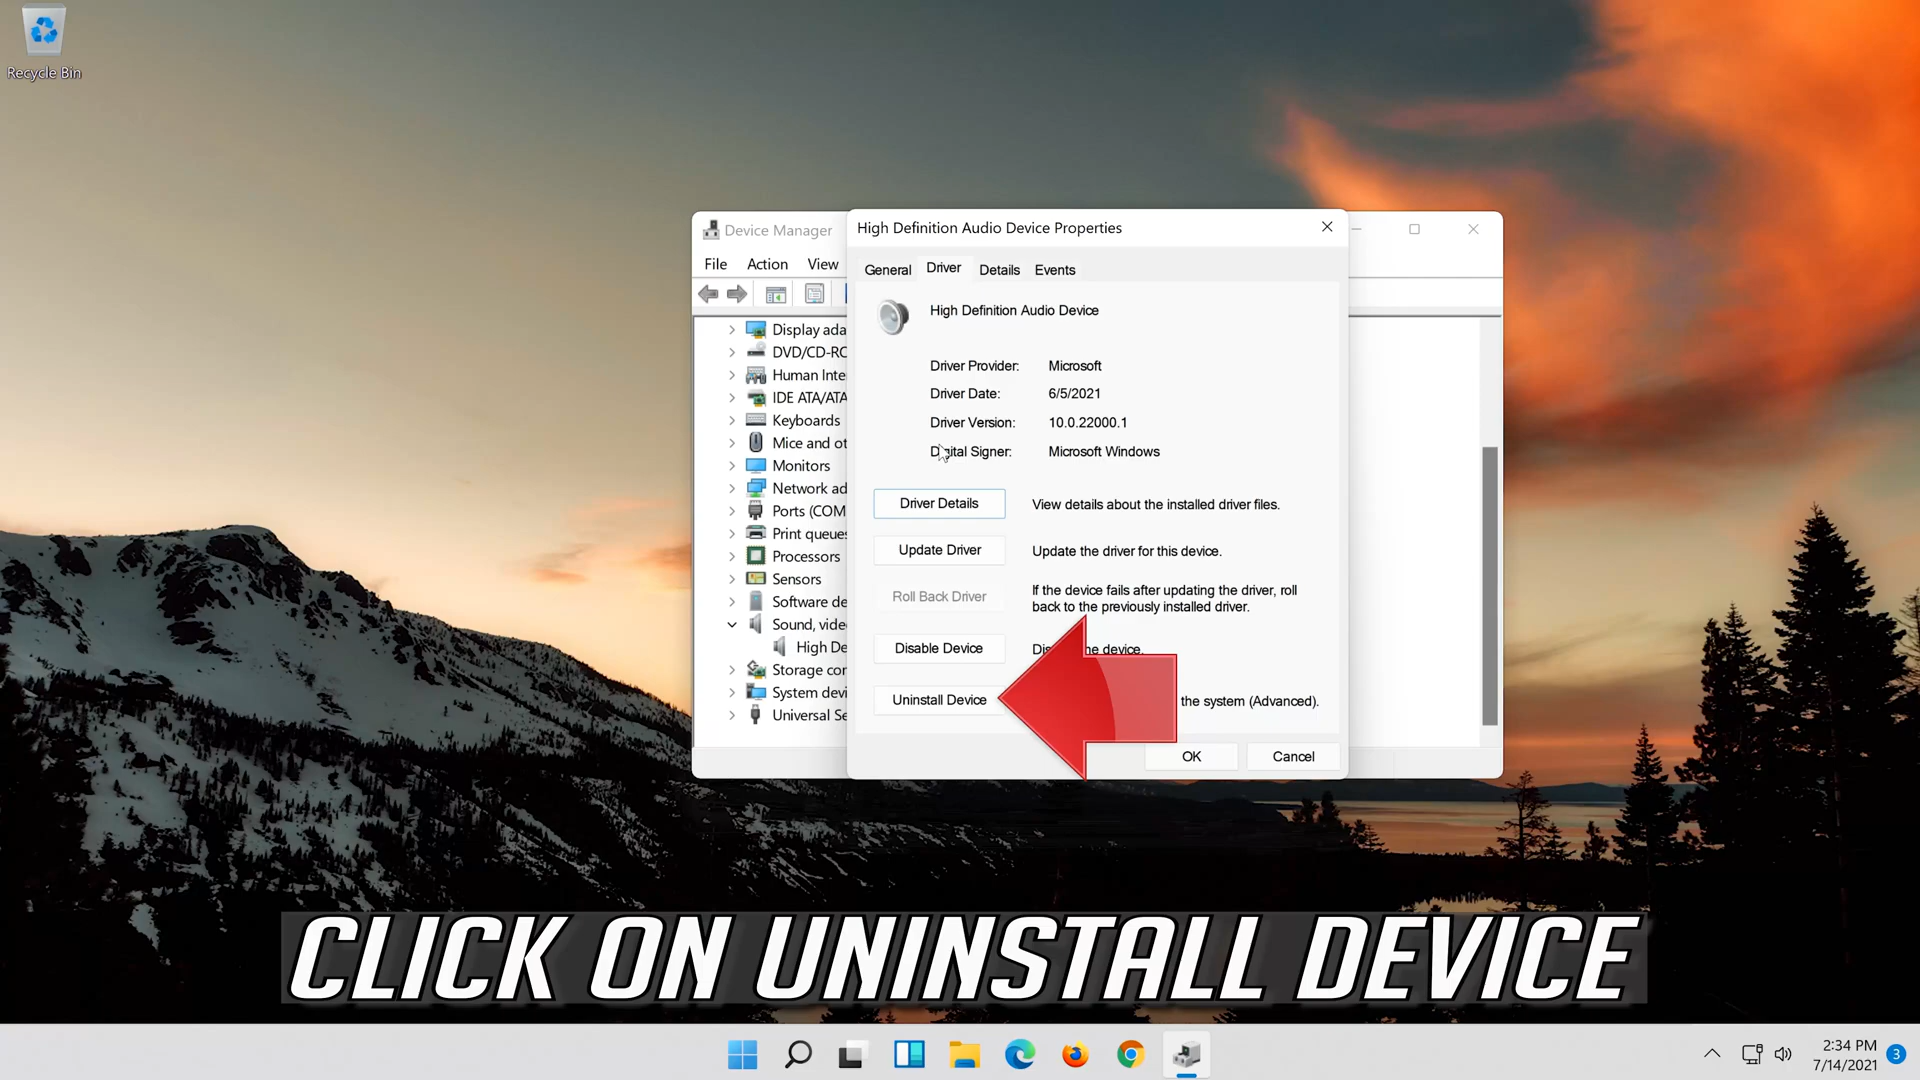 Recycle Bin
Device Manager
High Definition Audio Device Properties
File Action View
General Driver Details Events
High Definition Audio Device
Driver Provider: Microsoft
Driver Date: 6/5/2021
Driver Version: 10.0.22000.1
Digital Signer: Microsoft Windows
Display ada
DVD/CD-RO
Human Inte
IDE ATA/ATA
Keyboards
Mice and ot
Monitors
Network ad
Ports (COM
Print queues
Processors
Sensors
Software de
Sound, video
High De
Storage con
System devi
Universal Se
Driver Details View details about the installed driver files.
Update Driver Update the driver for this device.
Roll Back Driver If the device fails after updating the driver, roll
back to the previously installed driver.
Disable Device device.
Uninstall Device the system (Advanced).
OK Cancel
CLICK ON UNINSTALL DEVICE
2:34 PM
7/14/2021
3